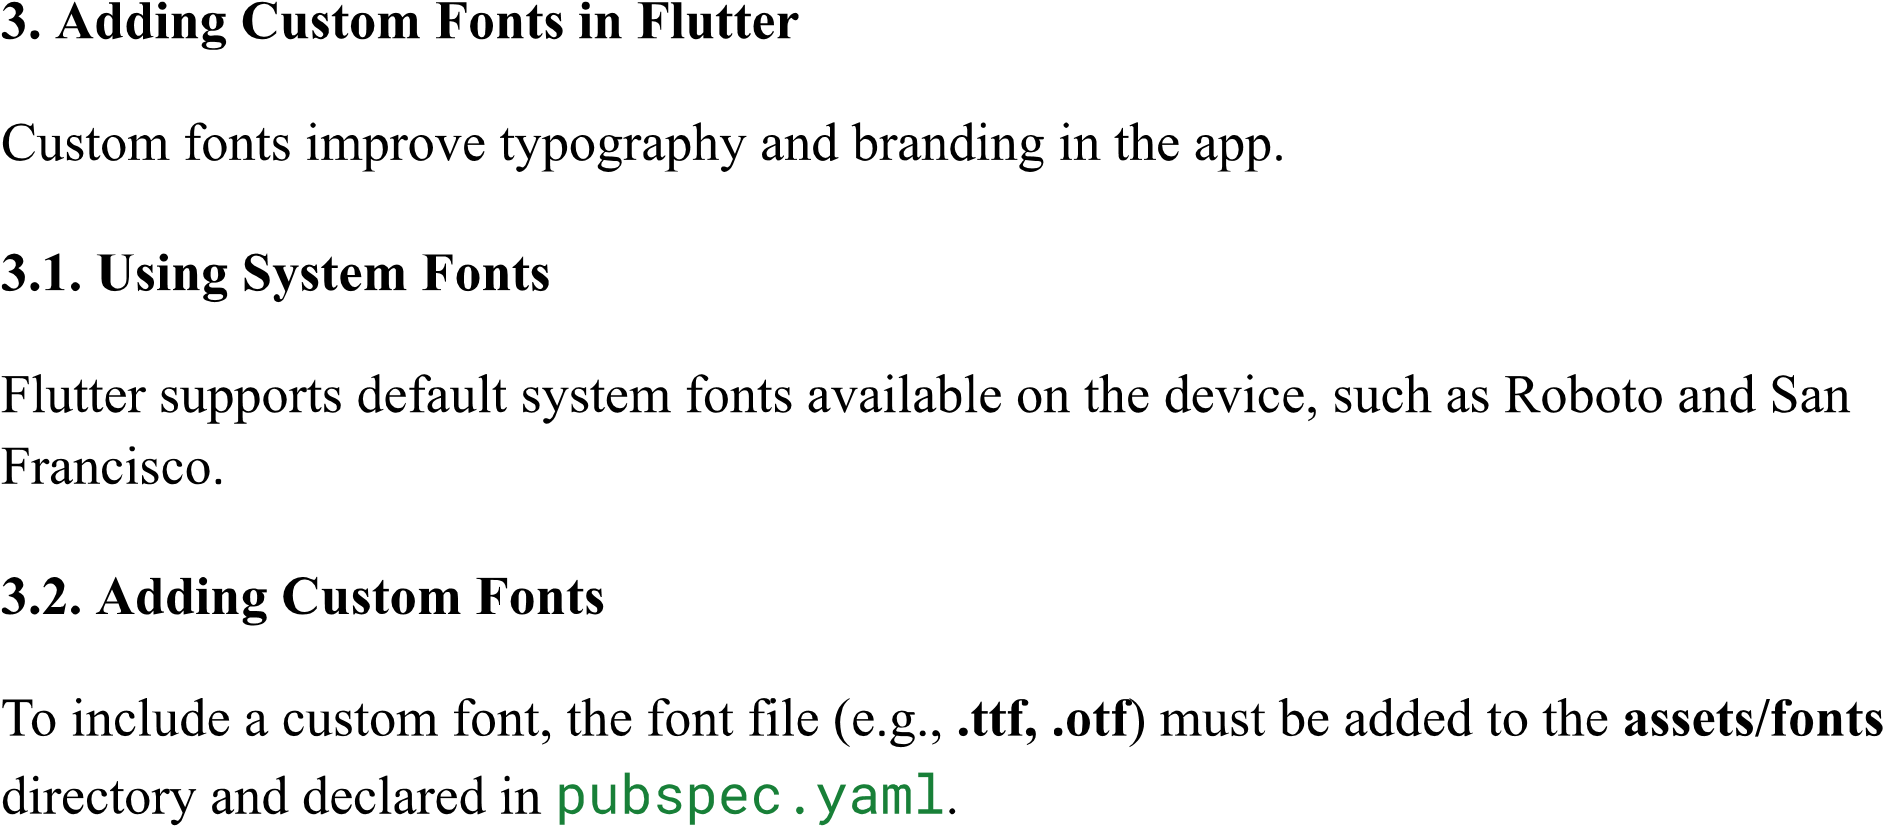 3. Adding Custom Fonts in Flutter
Custom fonts improve typography and branding in the app.
3.1. Using System Fonts
Flutter supports default system fonts available on the device, such as Roboto and San
Francisco.
3.2. Adding Custom Fonts
To include a custom font, the font file (e.g., .ttf, .otf) must be added to the assets/fonts
directory and declared in pubspec.yaml.